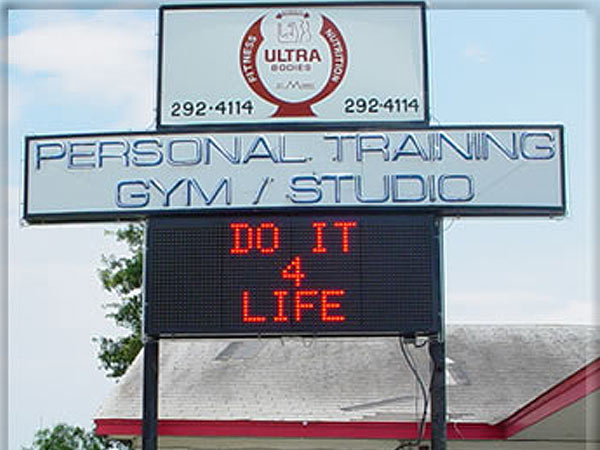 FITNESS
NUTRITION
ULTRA
BODIES
292-4114
292-4114
PERSONAL TRAINING
GYM / STUDIO
DO IT
4
LIFE